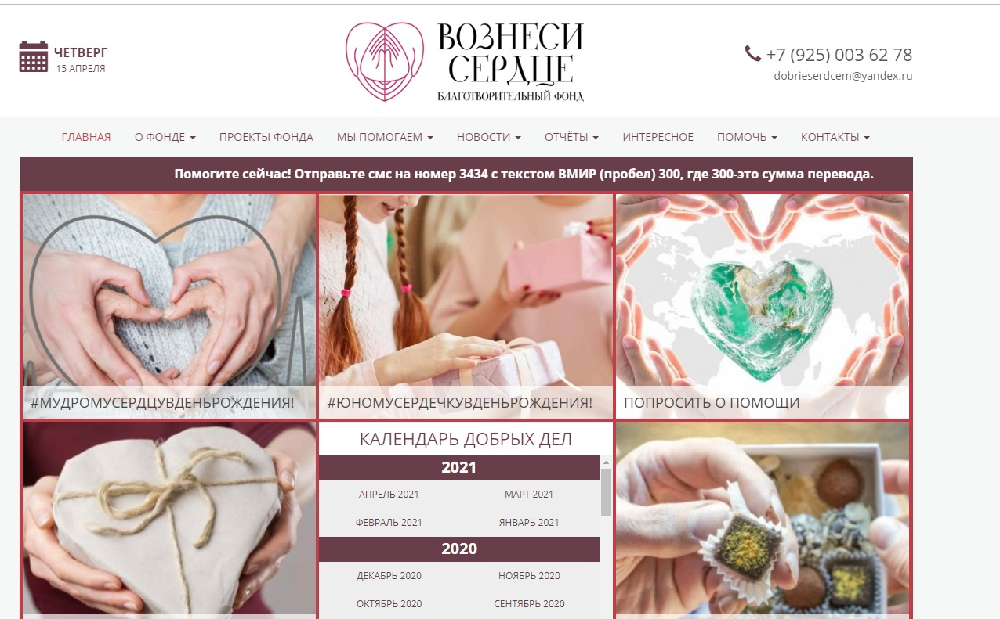 ЧЕТВЕРГ
15 АПРЕЛЯ
ВОЗНЕСИ
СЕРДЦЕ
БЛАГОТВОРИТЕЛЬНЫЙ ФОНД
+7 (925) 003 62 78
dobrieserdcem@yandex.ru
ГЛАВНАЯ О ФОНДЕ ПРОЕКТЫ ФОНДА МЫ ПОМОГАЕМ НОВОСТИ ОТЧЁТЫ ИНТЕРЕСНОЕ ПОМОЧЬ КОНТАКТЫ
Помогите сейчас! Отправьте смс на номер 3434 с текстом ВМИР (пробел) 300, где 300-это сумма перевода.
#МУДРОМУСЕРДЦУВДЕНЬРОЖДЕНИЯ!
#ЮНОМУСЕРДЕЧКУВДЕНЬРОЖДЕНИЯ!
ПОПРОСИТЬ О ПОМОЩИ
КАЛЕНДАРЬ ДОБРЫХ ДЕЛ
2021
АПРЕЛЬ 2021 МАРТ 2021
ФЕВРАЛЬ 2021 ЯНВАРЬ 2021
2020
ДЕКАБРЬ 2020 НОЯБРЬ 2020
ОКТЯБРЬ 2020 СЕНТЯБРЬ 2020